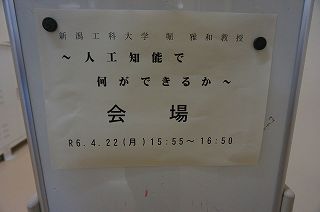 新潟工科大学 堀 雅和教授
～人工知能で
何ができるか～
会場
R6.4.22(月)15:55～16:50